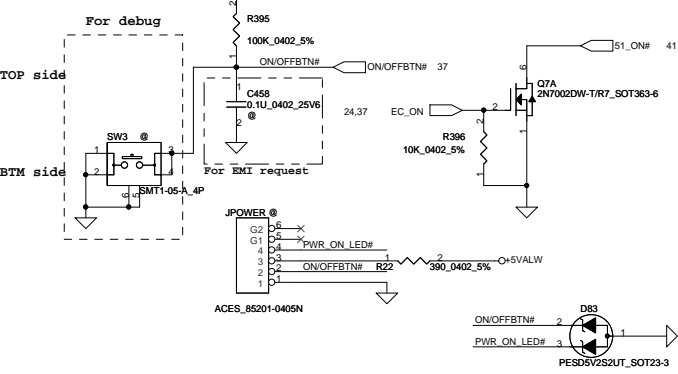 2
R395
100K_0402_5%
1
For debug
TOP side
BTM side
SW3 @
1
2
3
4
6
5
SMT1-05-A_4P
ON/OFFBTN#
ON/OFFBTN# 37
1
C458
0.1U_0402_25V6
2
@
For EMI request
51_ON# 41
6
Q7A
2N7002DW-T/R7_SOT363-6
24,37 EC_ON
2
1
2
R396
10K_0402_5%
1
JPOWER @
G2 6
G1 5
4 4 PWR_ON_LED#
3 3 1 R22 2 390_0402_5% +5VALW
2 2 ON/OFFBTN#
1 1
ACES_85201-0405N
D83
ON/OFFBTN# 2
PWR_ON_LED# 3
1
PESD5V2S2UT_SOT23-3